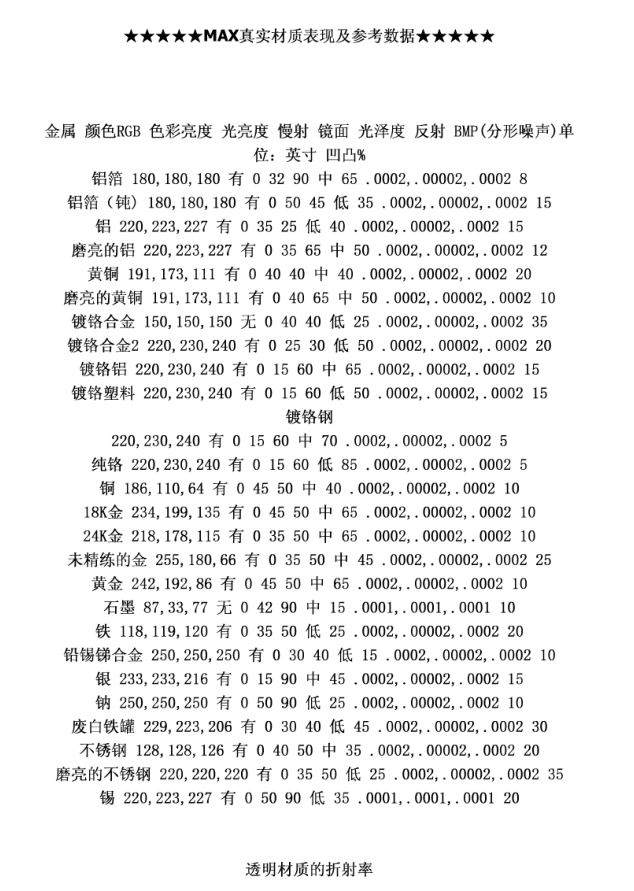 ★★★★★MAX真实材质表现及参考数据★★★★★
金属 颜色RGB 色彩亮度 光亮度 慢射 镜面 光泽度 反射 BMP(分形噪声)单
位: 英寸 凹凸%
铝箔 180,180,180 有 0 32 90 中 65 .0002,.00002,.0002 8
铝箔（钝）180,180,180 有 0 50 45 低 35 .0002,.00002,.0002 15
铝 220,223,227 有 0 35 25 低 40 .0002,.00002,.0002 15
磨亮的铝 220,223,227 有 0 35 65 中 50 .0002,.00002,.0002 12
黄铜 191,173,111 有 0 40 40 中 40 .0002,.00002,.0002 20
磨亮的黄铜 191,173,111 有 0 40 65 中 50 .0002,.00002,.0002 10
镀铬合金 150,150,150 无 0 40 40 低 25 .0002,.00002,.0002 35
镀铬合金2 220,230,240 有 0 25 30 低 50 .0002,.00002,.0002 20
镀铬铝 220,230,240 有 0 15 60 中 65 .0002,.00002,.0002 15
镀铬塑料 220,230,240 有 0 15 60 低 50 .0002,.00002,.0002 15
镀铬钢
220,230,240 有 0 15 60 中 70 .0002,.00002,.0002 5
纯铬 220,230,240 有 0 15 60 低 85 .0002,.00002,.0002 5
铜 186,110,64 有 0 45 50 中 40 .0002,.00002,.0002 10
18K金 234,199,135 有 0 45 50 中 65 .0002,.00002,.0002 10
24K金 218,178,115 有 0 35 50 中 65 .0002,.00002,.0002 10
未精练的金 255,180,66 有 0 35 50 中 45 .0002,.00002,.0002 25
黄金 242,192,86 有 0 45 50 中 65 .0002,.00002,.0002 10
石墨 87,33,77 无 0 42 90 中 15 .0001,.0001,.0001 10
铁 118,119,120 有 0 35 50 低 25 .0002,.00002,.0002 20
铅锡锑合金 250,250,250 有 0 30 40 低 15 .0002,.00002,.0002 10
银 233,233,216 有 0 15 90 中 45 .0002,.00002,.0002 15
钠 250,250,250 有 0 50 90 低 25 .0002,.00002,.0002 10
废白铁罐 229,223,206 有 0 30 40 低 45 .0002,.00002,.0002 30
不锈钢 128,128,126 有 0 40 50 中 35 .0002,.00002,.0002 20
磨亮的不锈钢 220,220,220 有 0 35 50 低 25 .0002,.00002,.0002 35
锡 220,223,227 有 0 50 90 低 35 .0001,.0001,.0001 20
透明材质的折射率